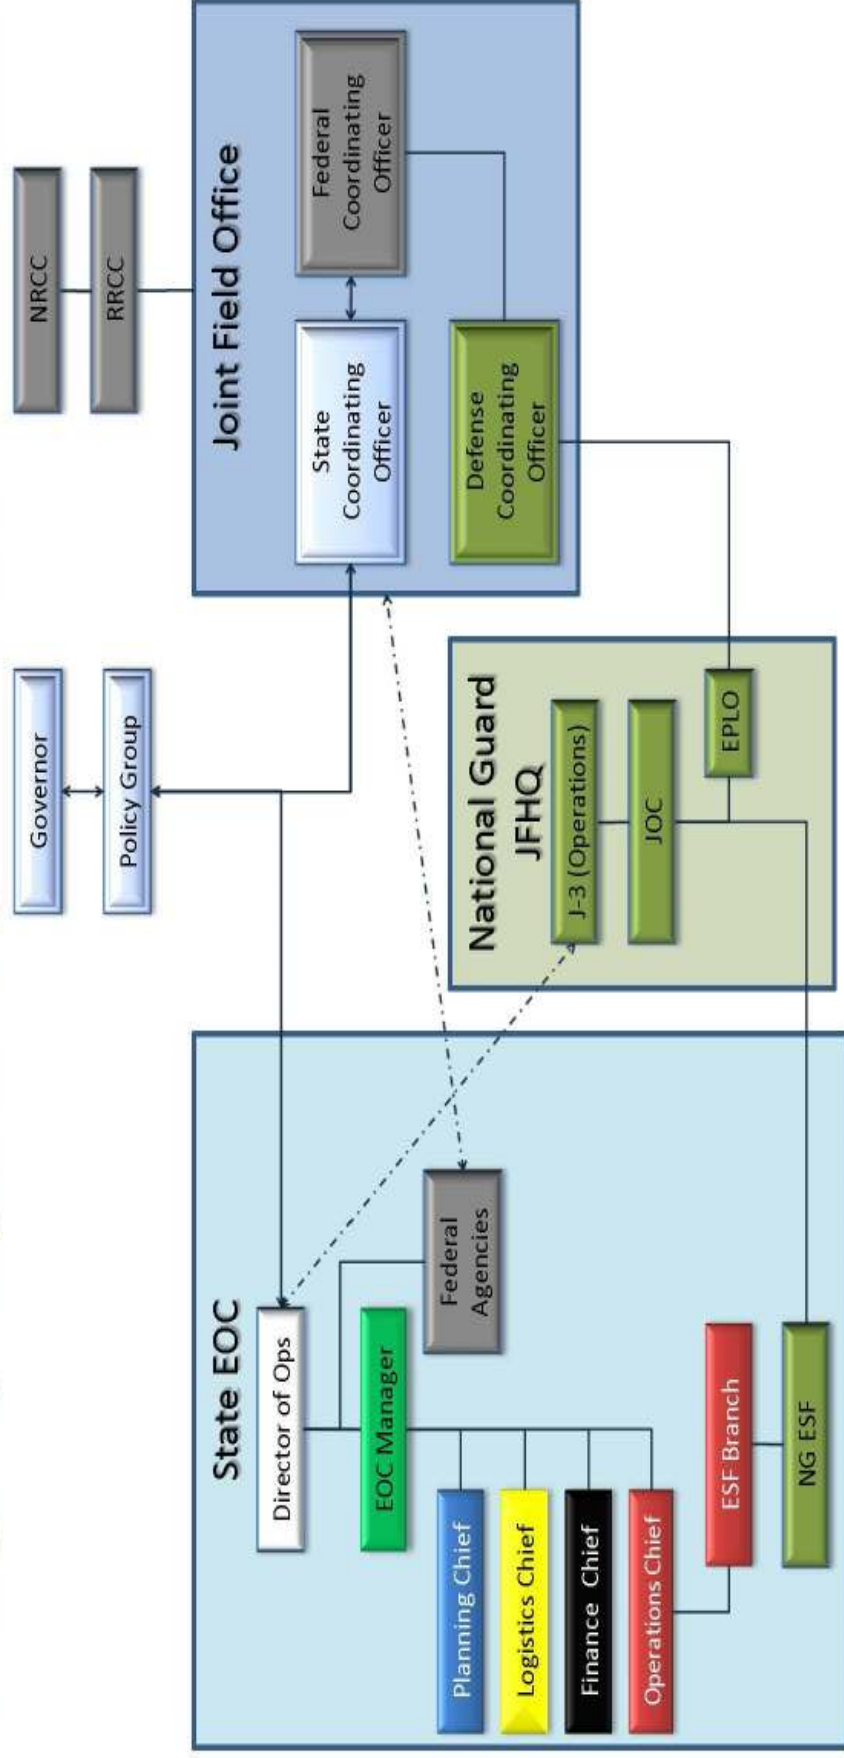 Governor
Policy Group
NRCC
RRCC
State EOC
Director of Ops
EOC Manager
Federal
Agencies
Planning Chief
Logistics Chief
Finance Chief
Operations Chief
ESF Branch
NG ESF
National Guard
JFHQ
J-3 (Operations)
JOC
EPLO
Joint Field Office
State
Coordinating
Officer
Federal
Coordinating
Officer
Defense
Coordinating
Officer